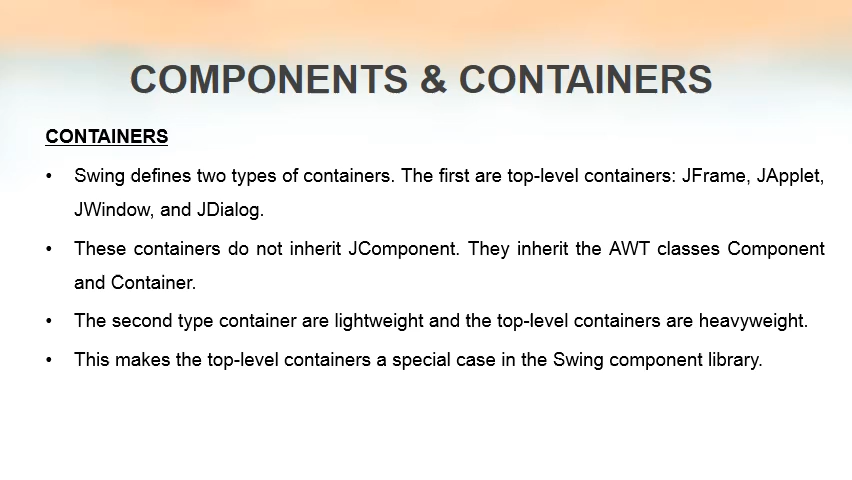 COMPONENTS & CONTAINERS
CONTAINERS
• Swing defines two types of containers. The first are top-level containers: JFrame, JApplet,
JWindow, and JDialog.
• These containers do not inherit JComponent. They inherit the AWT classes Component
and Container.
• The second type container are lightweight and the top-level containers are heavyweight.
• This makes the top-level containers a special case in the Swing component library.